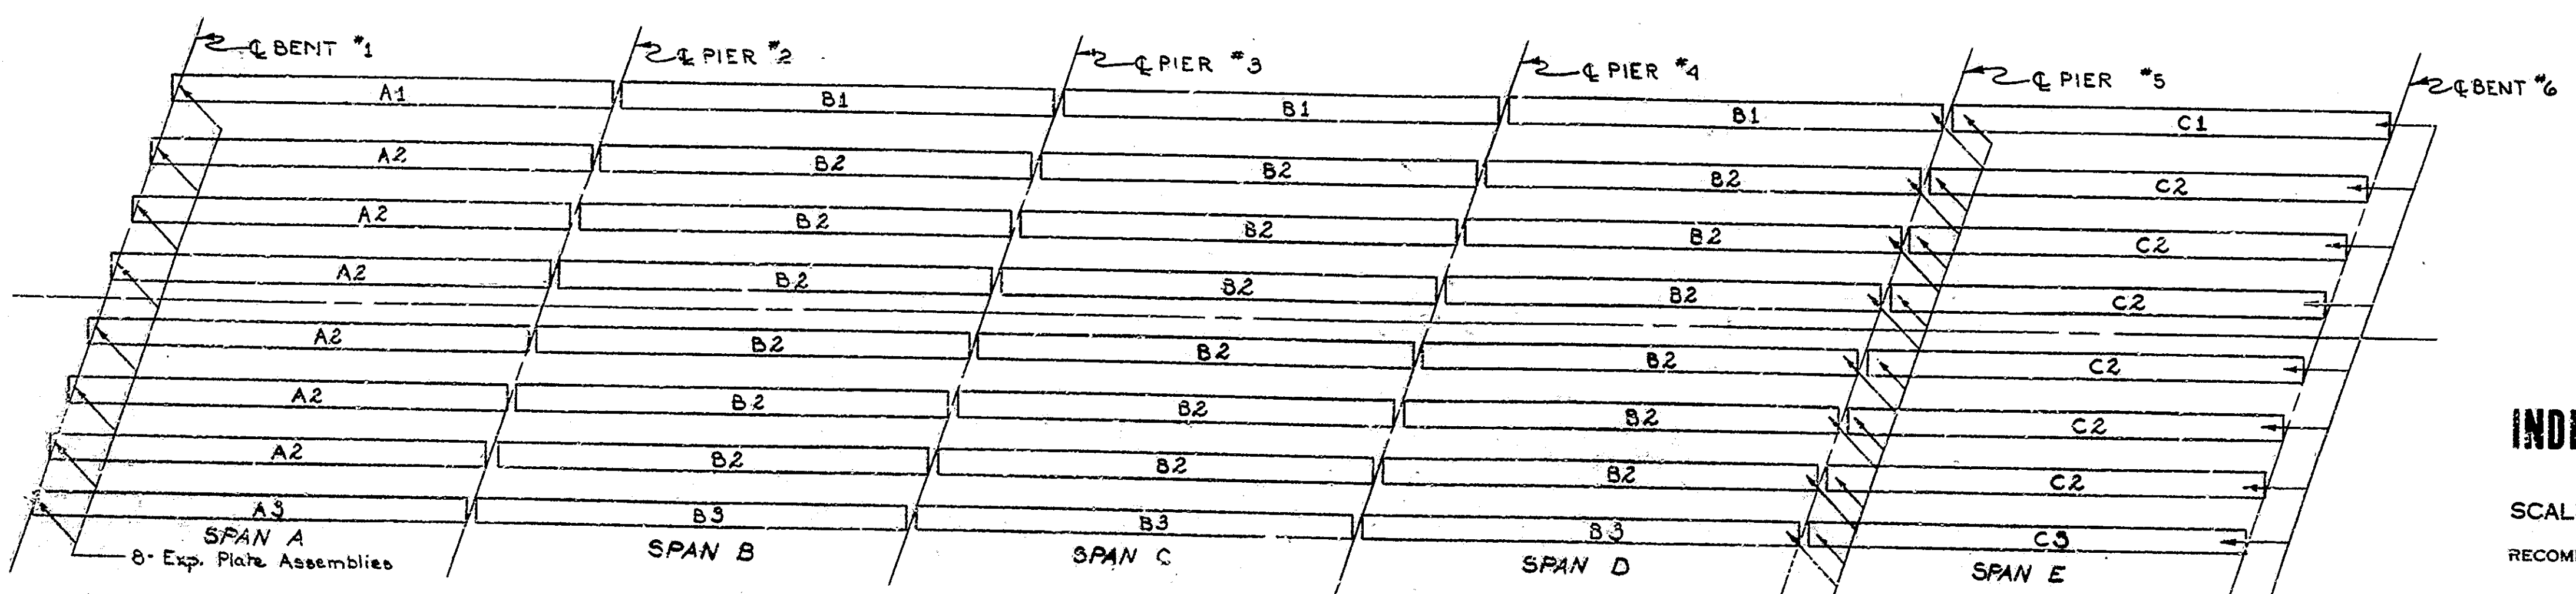 ℄ BENT #1
℄ PIER #2
℄ PIER #3
℄ PIER #4
℄ PIER #5
℄ BENT #6
A1 B1 B1 B1 C1
A2 B2 B2 B2 C2
A2 B2 B2 B2 C2
A2 B2 B2 B2 C2
A2 B2 B2 B2 C2
A2 B2 B2 B2 C2
A2 B2 B2 B2 C2
A3 B3 B3 B3 C3
SPAN A SPAN B SPAN C SPAN D SPAN E
8- Exp. Plate Assemblies
INDI
SCAL
RECOM